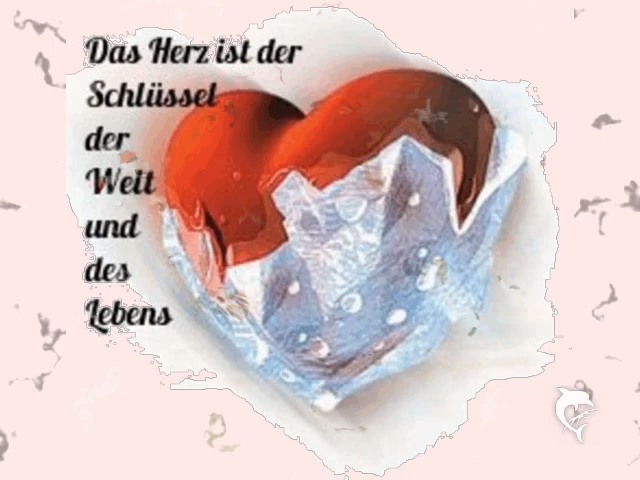 Das Herz ist der
Schlüssel
der
Welt
und
des
Lebens